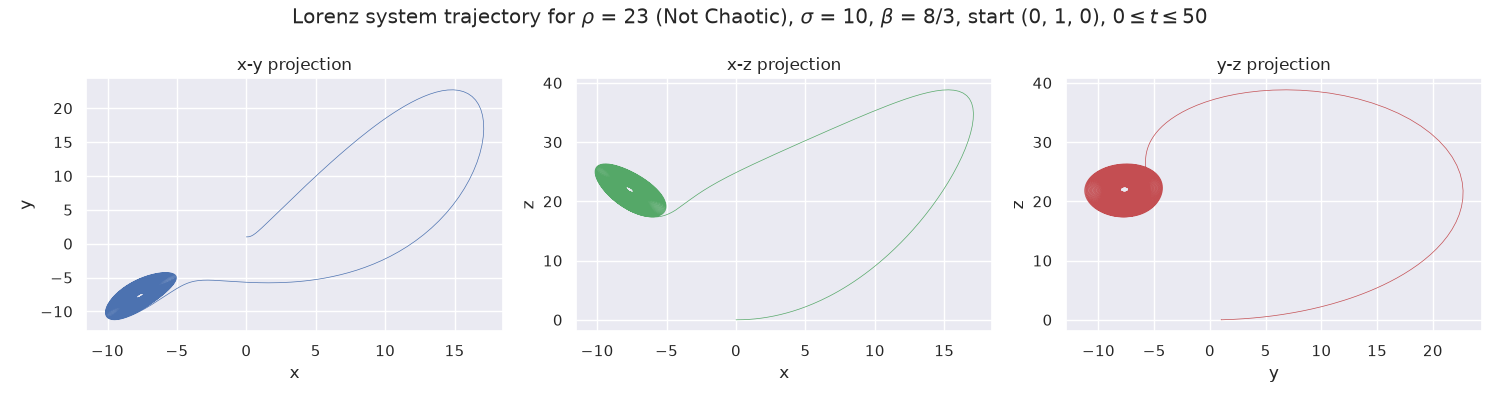 Lorenz system trajectory for ρ = 23 (Not Chaotic), σ = 10, β = 8/3, start (0, 1, 0), 0 ≤ t ≤ 50
x-y projection
20
15
10
5
0
−5
−10
y
−10 −5 0 5 10 15
x
x-z projection
40
30
20
10
0
z
−10 −5 0 5 10 15
x
y-z projection
40
30
20
10
0
z
−10 −5 0 5 10 15 20
y